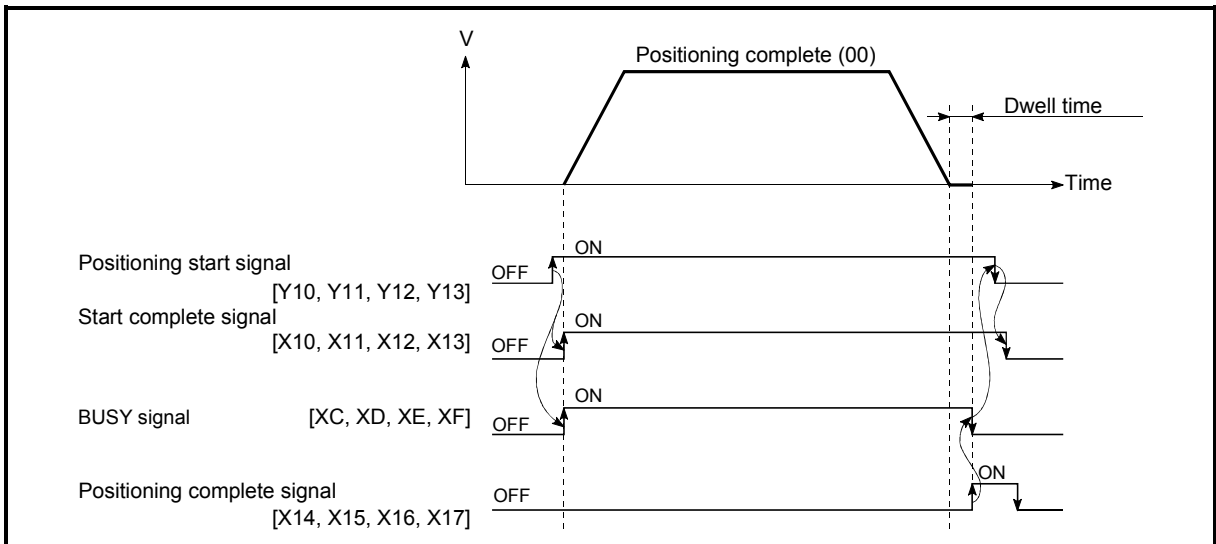 V
Positioning complete (00)
Dwell time
Time
ON
Positioning start signal
OFF
[Y10, Y11, Y12, Y13]
Start complete signal
ON
[X10, X11, X12, X13]
OFF
ON
BUSY signal [XC, XD, XE, XF]
OFF
ON
Positioning complete signal
OFF
[X14, X15, X16, X17]